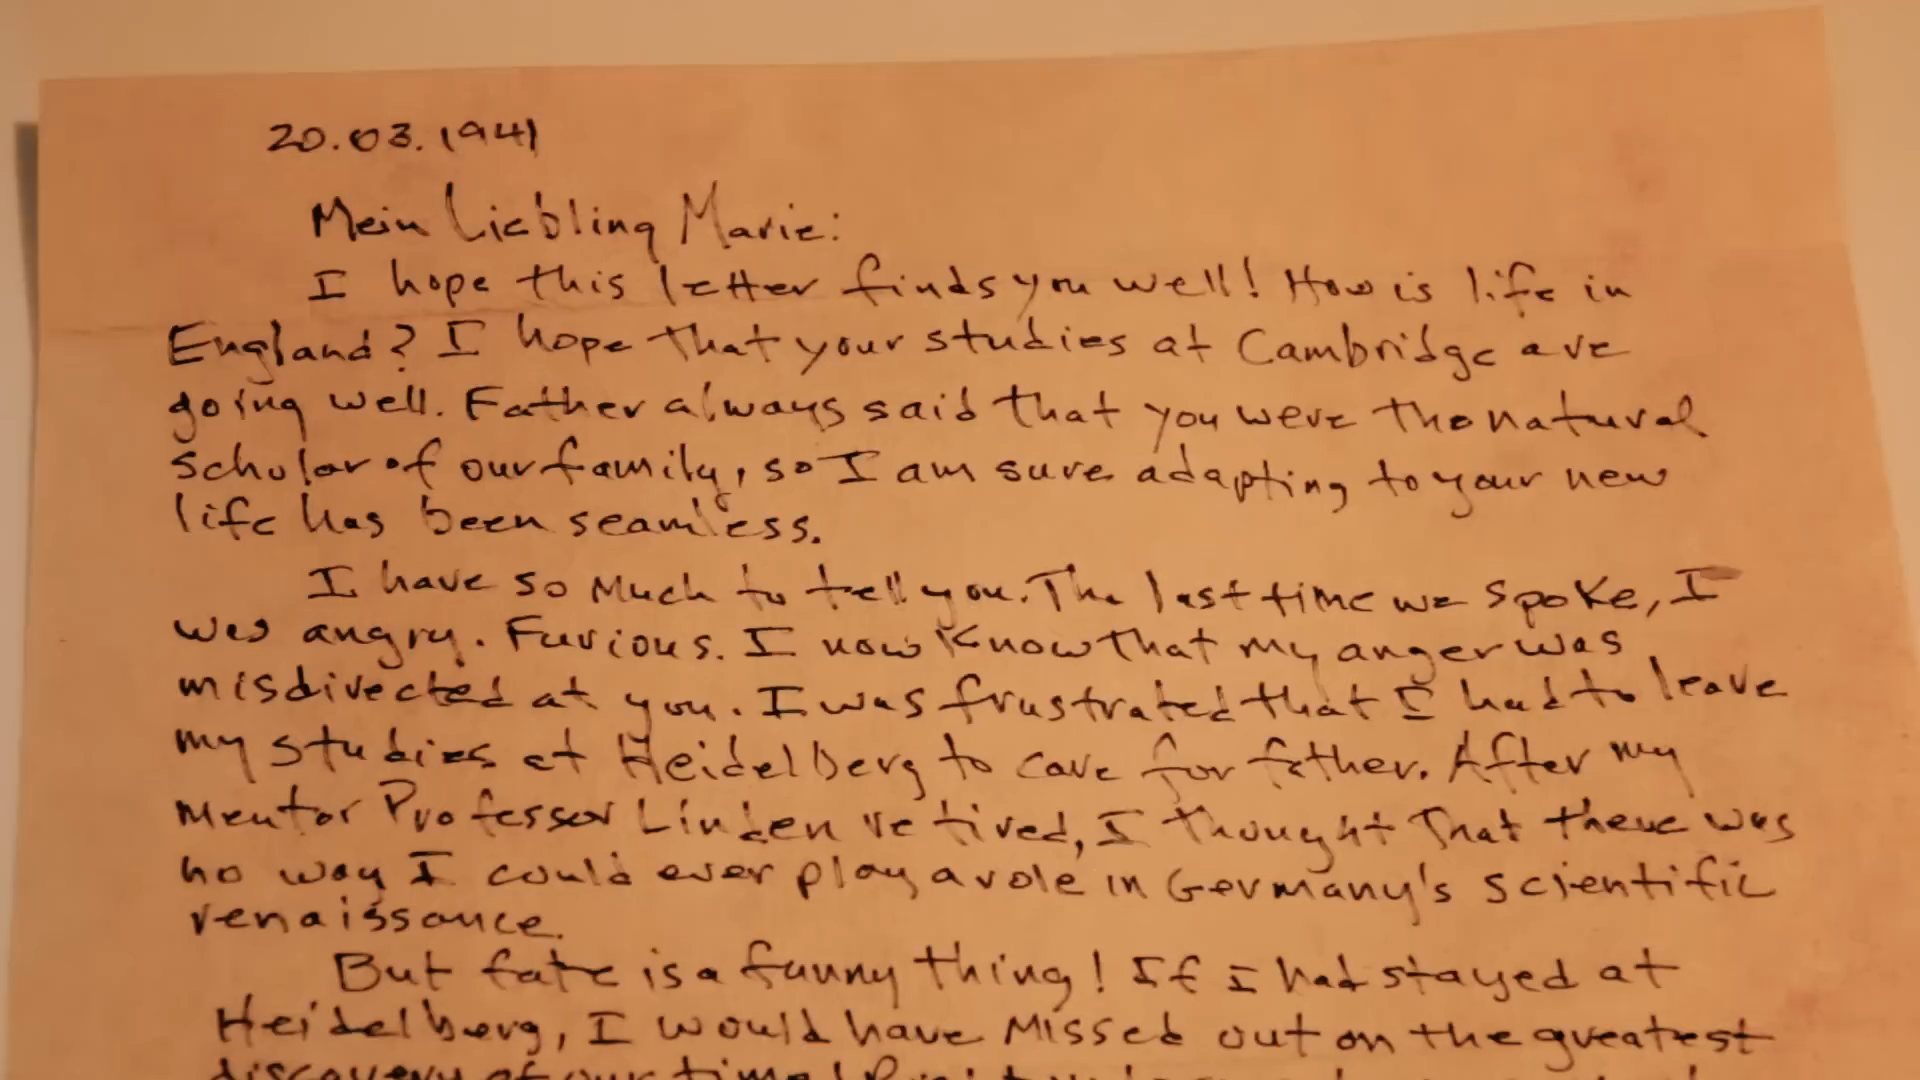 20.03.1941
Mein Liebling Marie:
I hope this letter finds you well! How is life in
England? I hope that your studies at Cambridge are
going well. Father always said that you were the natural
scholar of our family, so I am sure adapting to your new
life has been seamless.
I have so much to tell you. The last time we spoke, I
was angry. Furious. I now know that my anger was
misdirected at you. I was frustrated that I had to leave
my studies at Heidelberg to care for father. After my
mentor Professor Linden retired, I thought that there was
no way I could ever play a role in Germany's scientific
renaissance.
But fate is a funny thing! If I had stayed at
Heidelberg, I would have missed out on the greatest
discovery of our time!